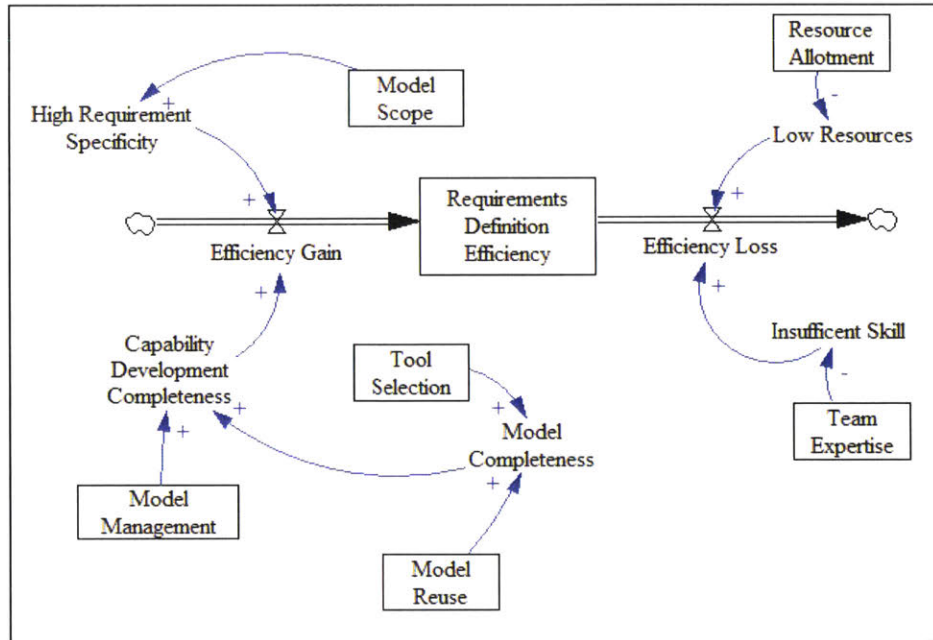 Resource
Allotment
Model
Scope
+
High Requirement
Specificity
-
Low Resources
+
+
Requirements
Definition
Efficiency
Efficiency Gain
Efficiency Loss
+
+
Capability
Development
Completeness
Insufficent Skill
Tool
Selection
-
+
+
+
Model
Completeness
Team
Expertise
+
Model
Management
Model
Reuse